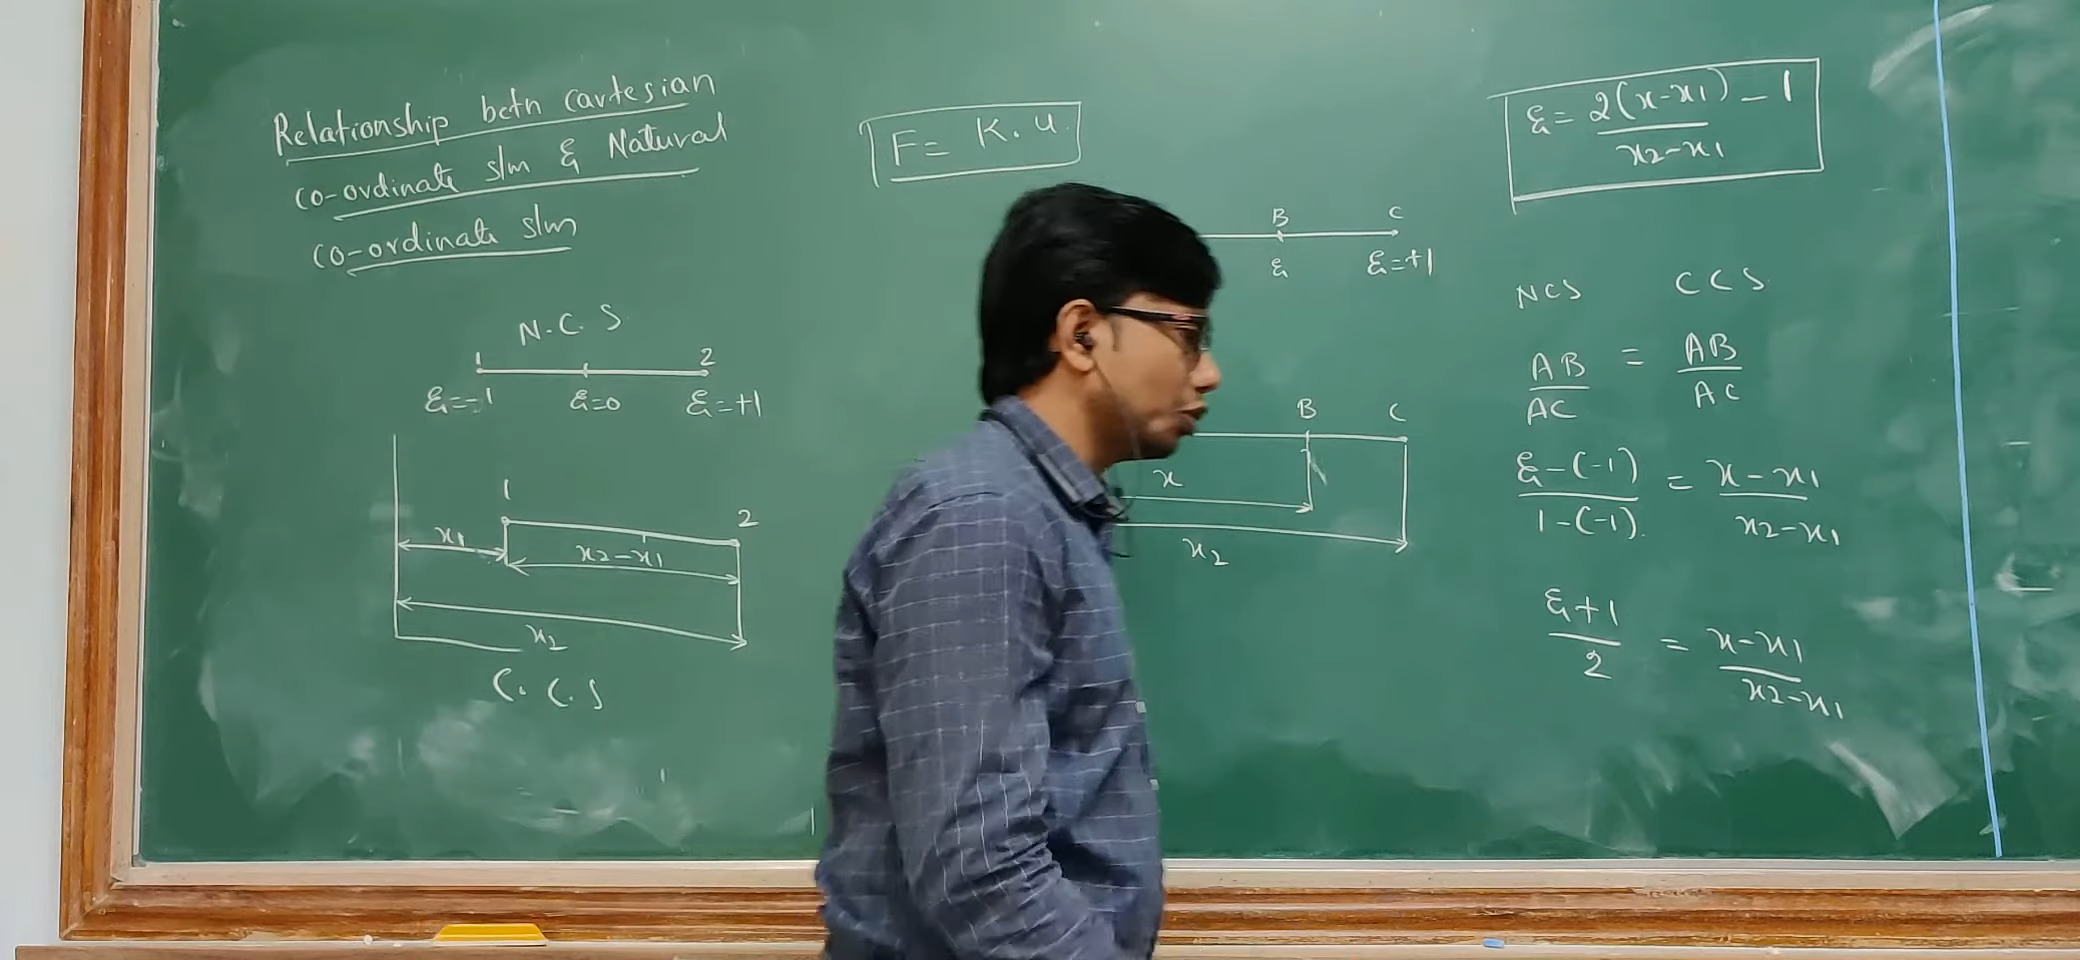 Relationship betn cartesian
co-ordinate s/m & Natural
co-ordinate s/m
N.C.S
1 2
ξ=-1 ξ=0 ξ=+1
1 2
x1 x2-x1
x2
C.C.S
F= K.u
B C
ξ ξ=+1
B C
x
x2
ξ= 2(x-x1) - 1
x2-x1
NCS CCS
AB = AB
AC AC
ξ-(-1) = x-x1
1-(-1) x2-x1
ξ+1 = x-x1
2 x2-x1